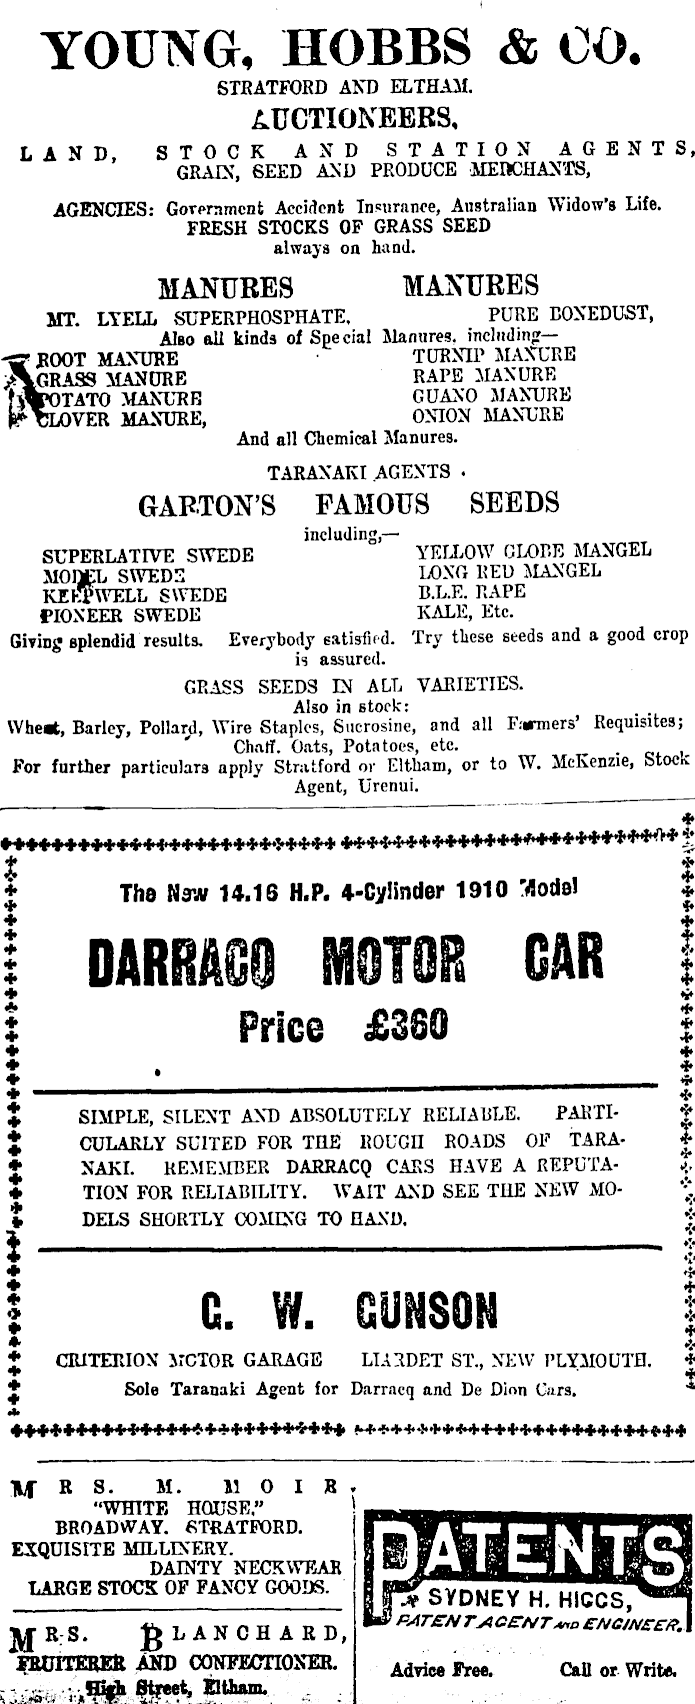 YOUNG, HOBBS & CO.
STRATFORD AND ELTHAM.
AUCTIONEERS,
LAND, STOCK AND STATION AGENTS,
GRAIN, SEED AND PRODUCE MERCHANTS,
AGENCIES: Government Accident Insurance, Australian Widow's Life.
FRESH STOCKS OF GRASS SEED
always on hand.
MANURES MANURES
MT. LYELL SUPERPHOSPHATE, PURE BONEDUST,
Also all kinds of Special Manures, including—
ROOT MANURE TURNIP MANURE
GRASS MANURE RAPE MANURE
POTATO MANURE GUANO MANURE
CLOVER MANURE, ONION MANURE
And all Chemical Manures.
TARANAKI AGENTS.
GARTON'S FAMOUS SEEDS
including,—
SUPERLATIVE SWEDE YELLOW GLOBE MANGEL
MODEL SWEDE LONG RED MANGEL
KEEPWELL SWEDE B.L.E. RAPE
PIONEER SWEDE KALE, Etc.
Giving splendid results. Everybody satisfied. Try these seeds and a good crop
is assured.
GRASS SEEDS IN ALL VARIETIES.
Also in stock:
Wheat, Barley, Pollard, Wire Staples, Sucrosine, and all Farmers' Requisites;
Chaff, Oats, Potatoes, etc.
For further particulars apply Stratford or Eltham, or to W. McKenzie, Stock
Agent, Urenui.
The New 14.16 H.P. 4-Cylinder 1910 Model
DARRACQ MOTOR CAR
Price £360
SIMPLE, SILENT AND ABSOLUTELY RELIABLE. PARTI-
CULARLY SUITED FOR THE ROUGH ROADS OF TARA-
NAKI. REMEMBER DARRACQ CARS HAVE A REPUTA-
TION FOR RELIABILITY. WAIT AND SEE THE NEW MO-
DELS SHORTLY COMING TO HAND.
G. W. GUNSON
CRITERION MOTOR GARAGE LIARDET ST., NEW PLYMOUTH.
Sole Taranaki Agent for Darracq and De Dion Cars.
MRS. M. MOIR,
"WHITE HOUSE,"
BROADWAY. STRATFORD.
EXQUISITE MILLINERY.
DAINTY NECKWEAR
LARGE STOCK OF FANCY GOODS.
MRS. BLANCHARD,
FRUITERER AND CONFECTIONER.
High Street, Eltham.
PATENTS
SYDNEY H. HIGGS,
PATENT AGENT AND ENGINEER.
Advice Free. Call or Write.